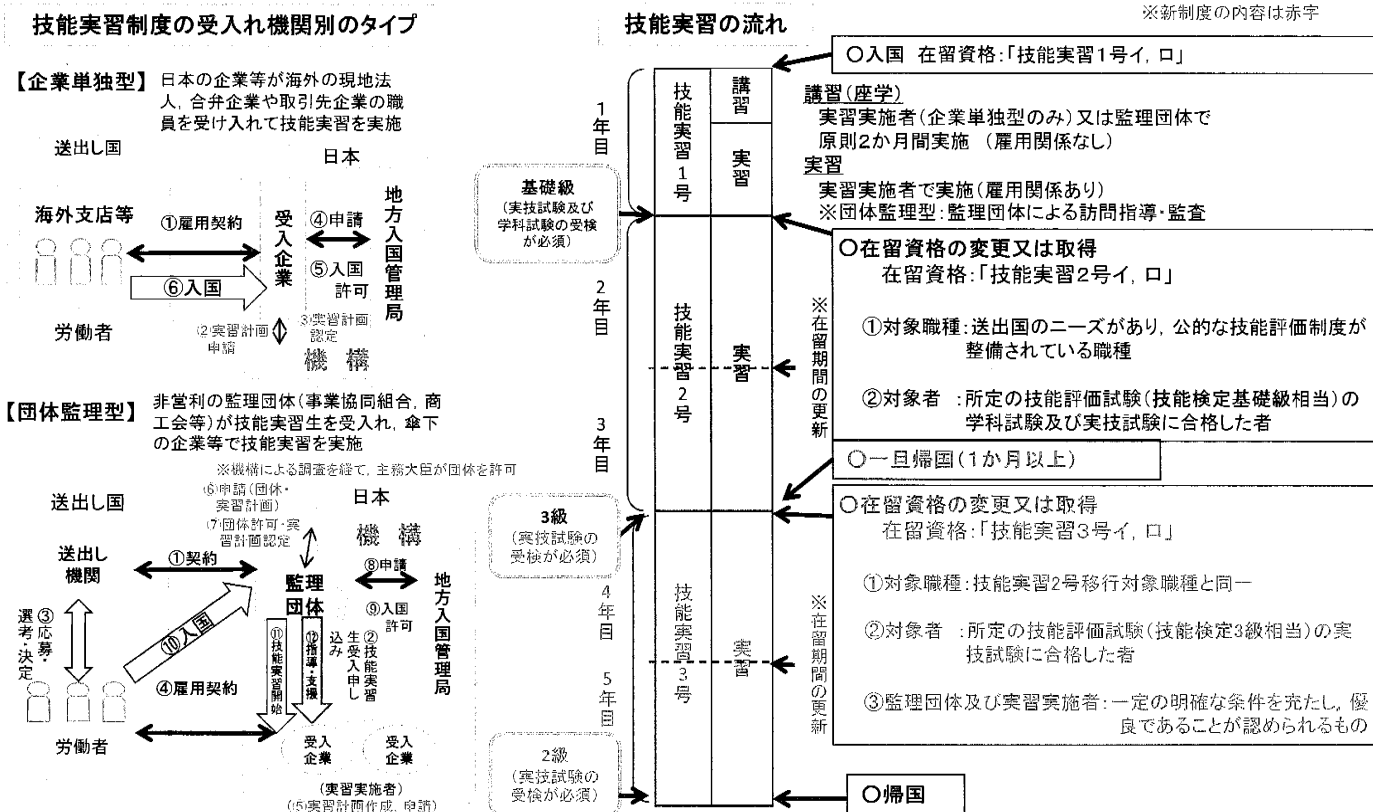 ※新制度の内容は赤字
技能実習制度の受入れ機関別のタイプ
【企業単独型】
日本の企業等が海外の現地法
人,合弁企業や取引先企業の職
員を受け入れて技能実習を実施
送出し国
日本
海外支店等
①雇用契約
受入企業
④申請
⑤入国
許可
地方入国管理局
⑥入国
労働者
(2)実習計画
申請
3)実習計画
認定
機 構
【団体監理型】
非営利の監理団体(事業協同組合,商
工会等)が技能実習生を受入れ,傘下
の企業等で技能実習を実施
※機構による調査を経て,主務大臣が団体を許可
送出し国
⑥申請(団体・
実習計画)
(7)団体許可・実
習計画認定
日本
機 構
送出し
機関
①契約
監理
団体
⑧申請
⑨入国
許可
地方入国管理局
③応募・
選考・決定
⑩入国
⑪技能実習開始
⑫指導・支援
②技能実習
生受入申し
込み
④雇用契約
労働者
受入
企業
受入
企業
(実習実施者)
(⑤実習計画作成,申請)
技能実習の流れ
1年目
2年目
3年目
4年目
5年目
基礎級
(実技試験及び
学科試験の受検
が必須)
3級
(実技試験の
受検が必須)
2級
(実技試験の
受検が必須)
技能実習1号
講習
実習
技能実習2号
実習
技能実習3号
実習
※在留期間の更新
※在留期間の更新
○入国 在留資格:「技能実習1号イ,ロ」
講習(座学)
実習実施者(企業単独型のみ)又は監理団体で
原則2か月間実施 (雇用関係なし)
実習
実習実施者で実施(雇用関係あり)
※団体監理型:監理団体による訪問指導・監査
○在留資格の変更又は取得
在留資格:「技能実習2号イ,ロ」
①対象職種:送出国のニーズがあり,公的な技能評価制度が
整備されている職種
②対象者 :所定の技能評価試験(技能検定基礎級相当)の
学科試験及び実技試験に合格した者
○一旦帰国(1か月以上)
○在留資格の変更又は取得
在留資格:「技能実習3号イ,ロ」
①対象職種:技能実習2号移行対象職種と同一
②対象者 :所定の技能評価試験(技能検定3級相当)の実
技試験に合格した者
③監理団体及び実習実施者:一定の明確な条件を充たし,優
良であることが認められるもの
○帰国